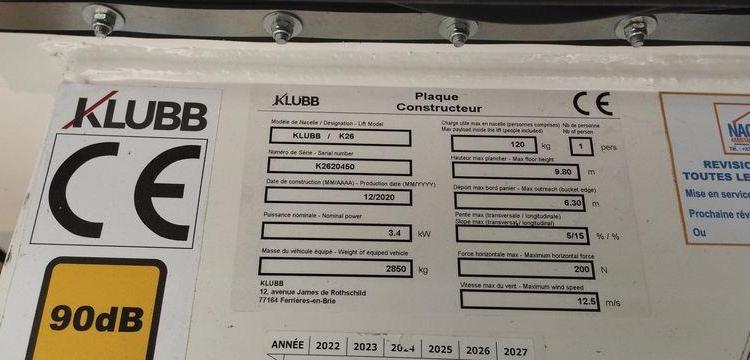 KLUBB
CE
90dB
KLUBB
Plaque
Constructeur
CE
Modèle de Nacelle / Désignation - Lift Model
KLUBB / K26
Numéro de Série - Serial number
K2620450
Date de construction (MM/AAAA) - Production date (MM/YYYY)
12/2020
Puissance nominale - Nominal power
3.4 kW
Masse du véhicule équipé - Weight of equiped vehicle
2850 kg
KLUBB
12, avenue James de Rothschild
77164 Ferrières-en-Brie
Charge utile max en nacelle (personnes comprises)
Max payload inside the lift (people included)
120 kg
Nb de personne
Nb of person
1 pers
Hauteur max plancher - Max floor height
9.80 m
Déport max bord panier - Max outreach (bucket edge)
6.30 m
Pente max (transversale / longitudinale)
Slope max (transversal / longitudinal)
5/15 % / %
Force horizontale max - Maximum horizontal force
200 N
Vitesse max du vent - Maximum wind speed
12.5 m/s
ANNÉE 2022 2023 2024 2025 2026 2027
NAC
REVISIO
TOUTES LE
Mise en service
Prochaine rév
Ou